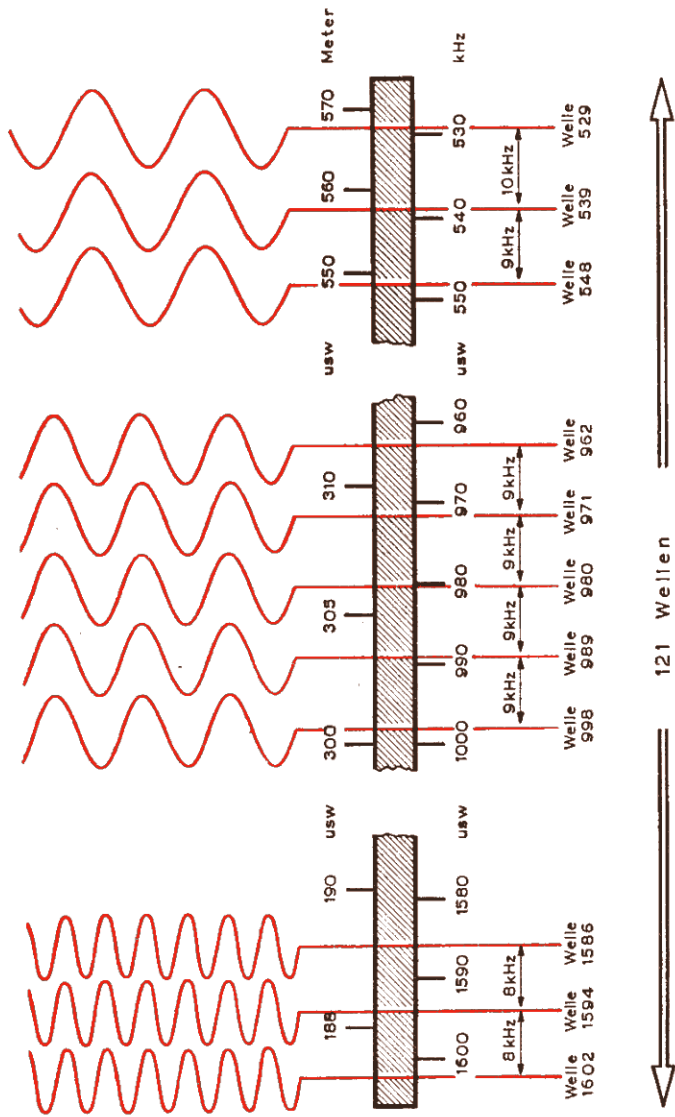 188 190 usw 300 305 310 usw 550 560 570 Meter
1600 1590 1580 usw 1000 990 980 970 960 usw 550 540 530 kHz
8kHz 8kHz 9kHz 9kHz 9kHz 9kHz 9kHz 10kHz
Welle Welle Welle Welle Welle Welle Welle Welle Welle Welle Welle
1602 1594 1586 998 989 980 971 962 548 539 529
121 Wellen